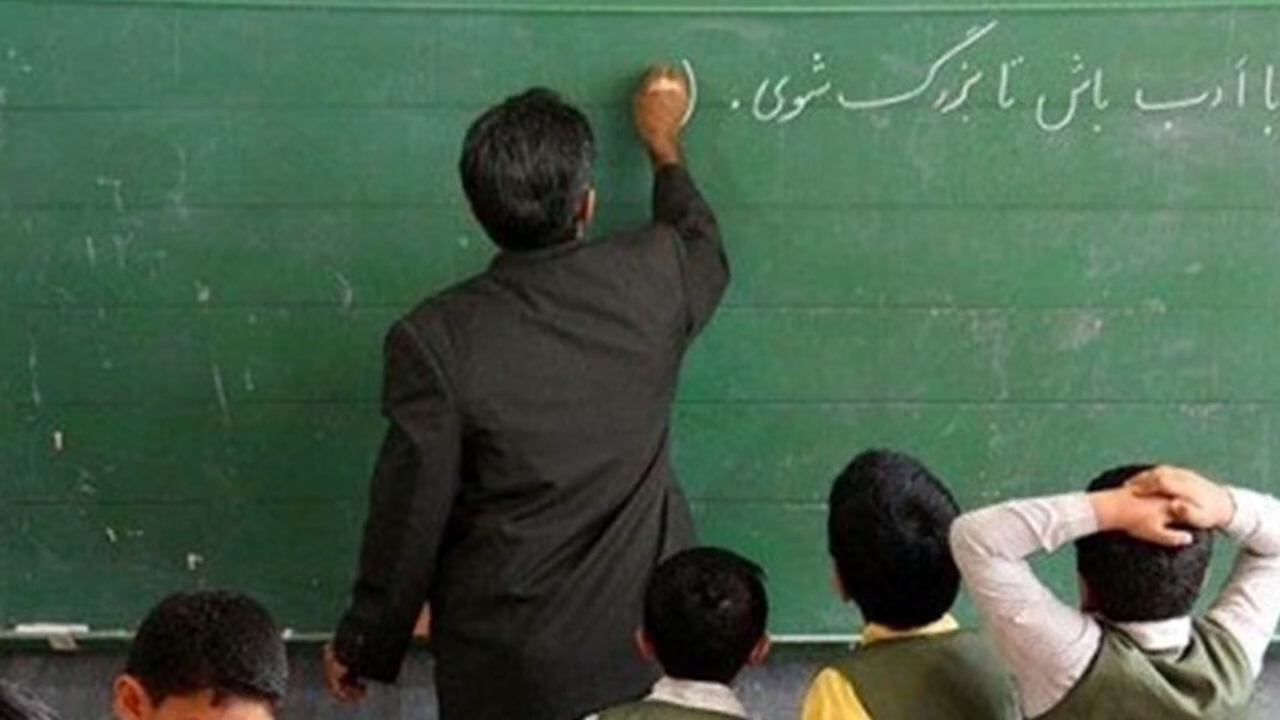 با اَدب باش تا بزرگ شوی . (